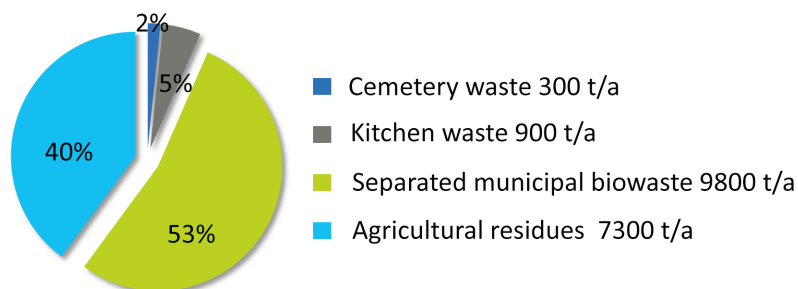 2%
5%
40%
53%
Cemetery waste 300 t/a
Kitchen waste 900 t/a
Separated municipal biowaste 9800 t/a
Agricultural residues 7300 t/a